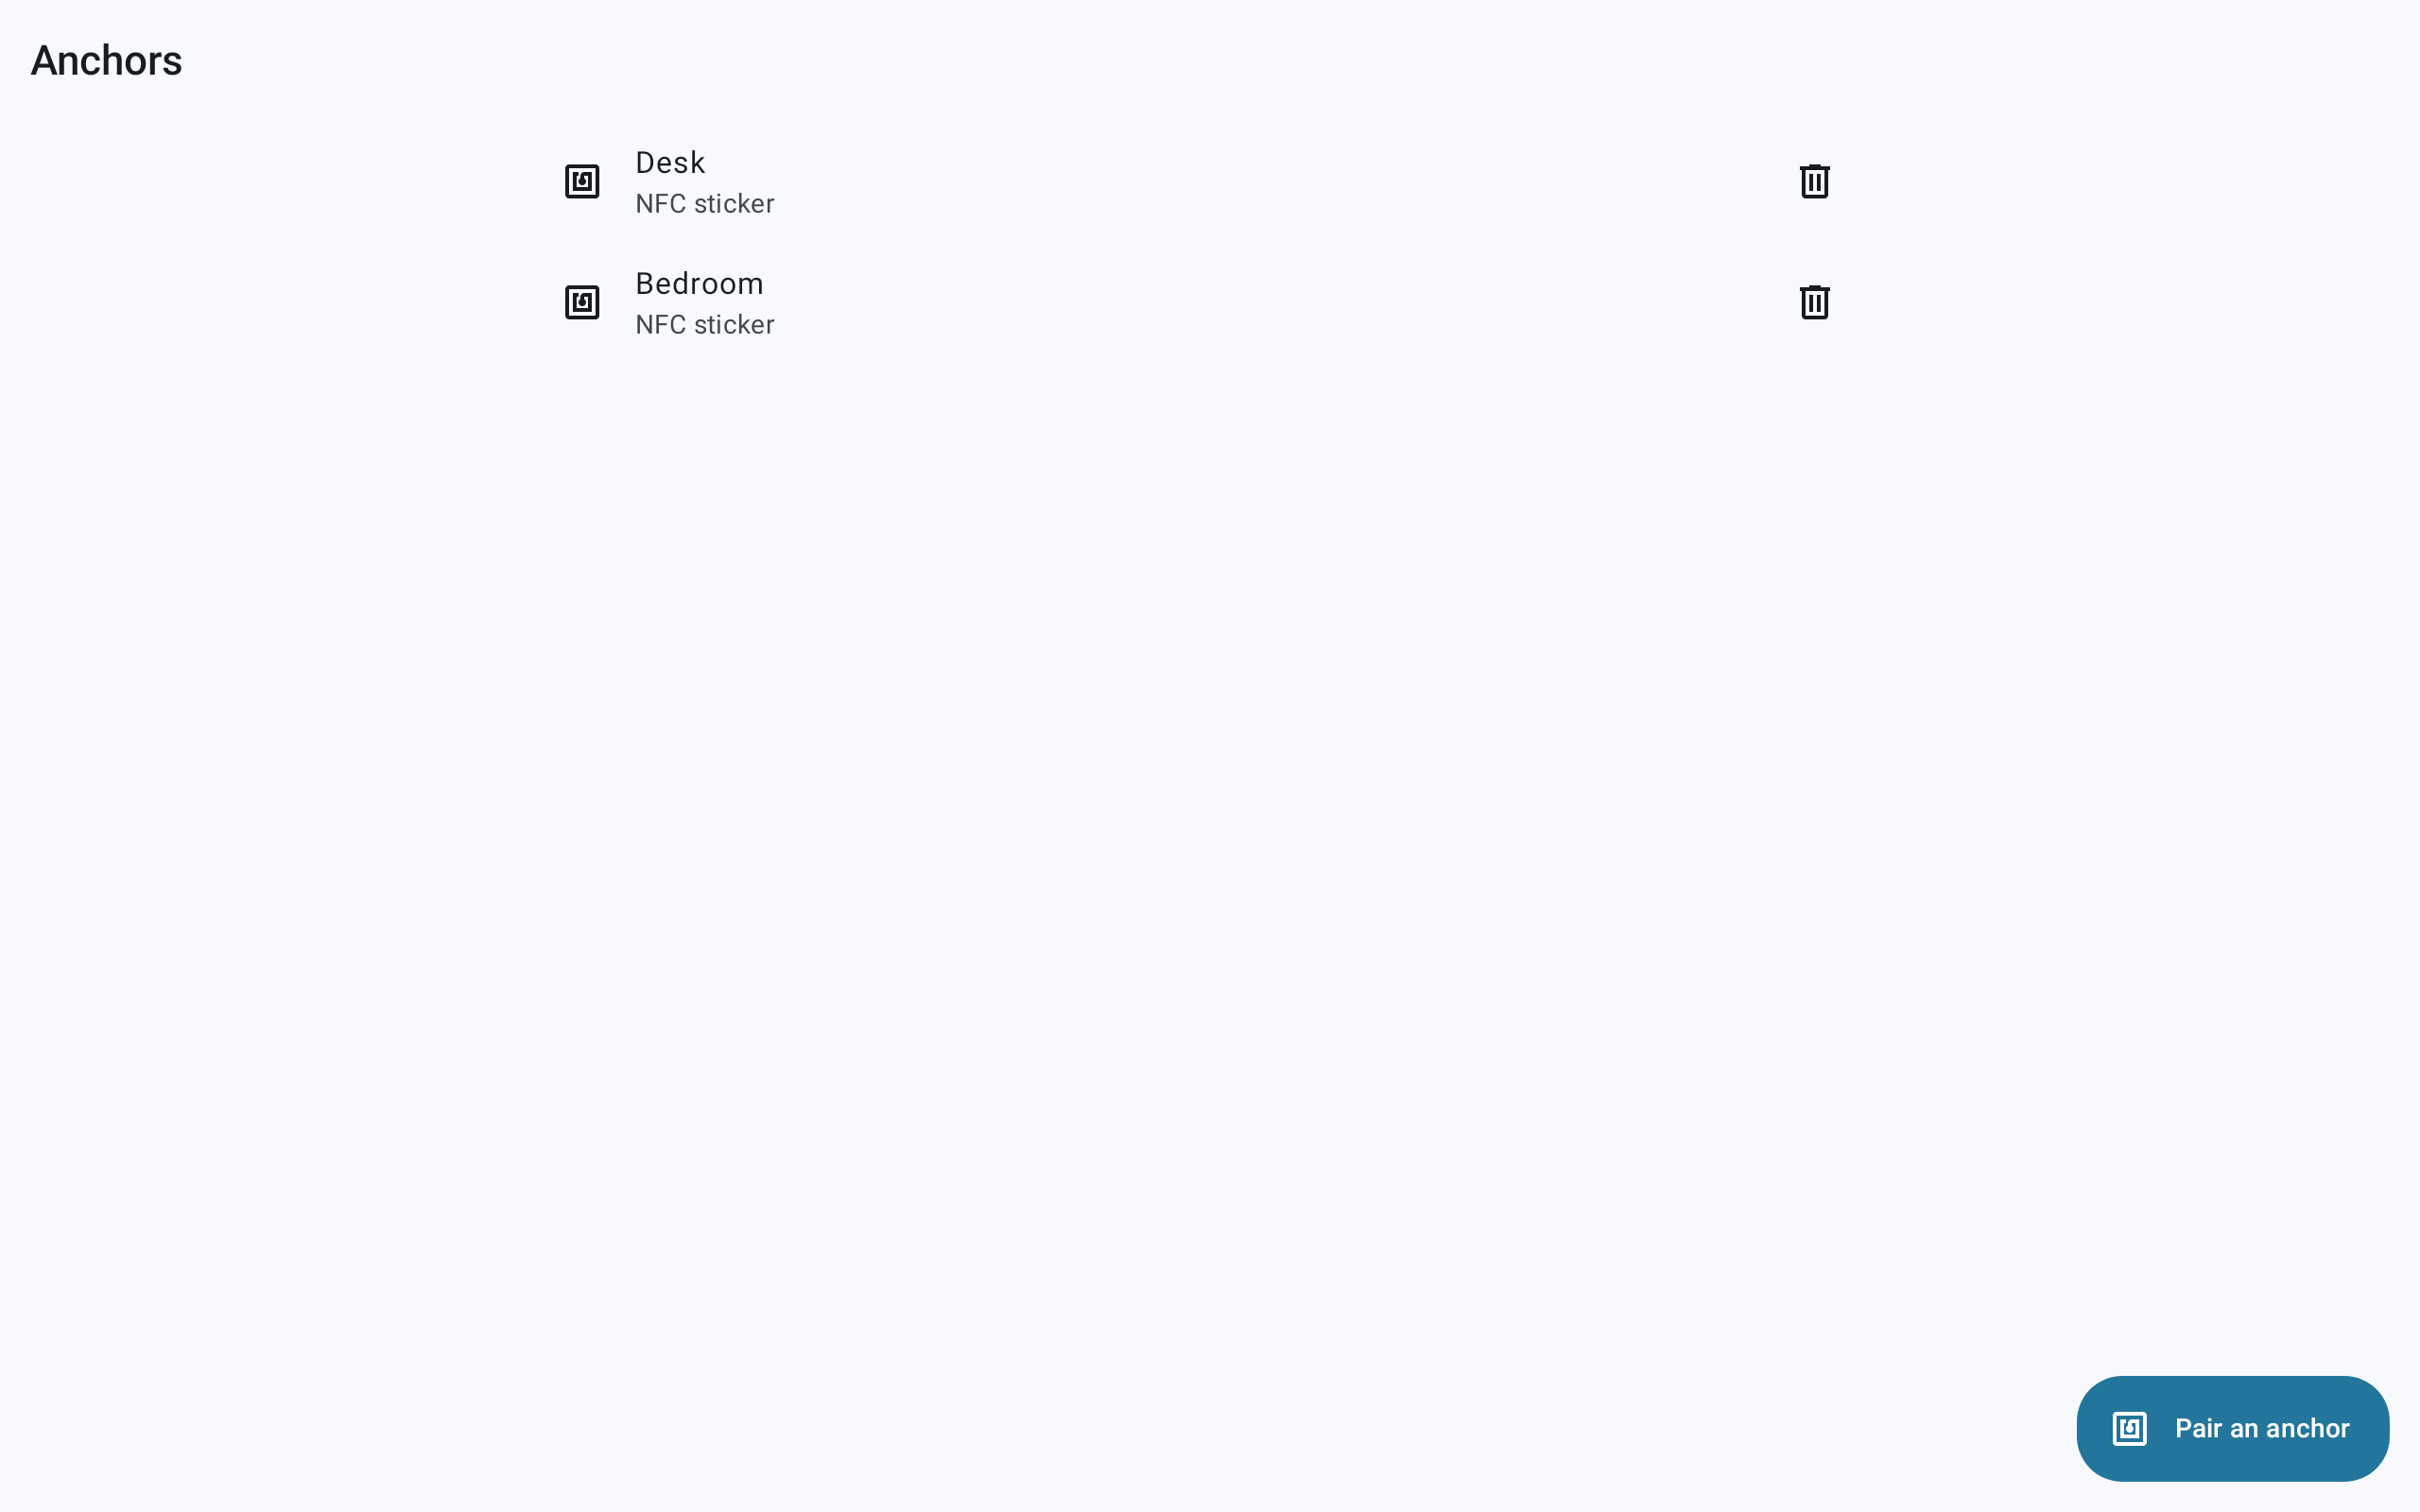 Anchors
Desk
NFC sticker
Bedroom
NFC sticker
Pair an anchor